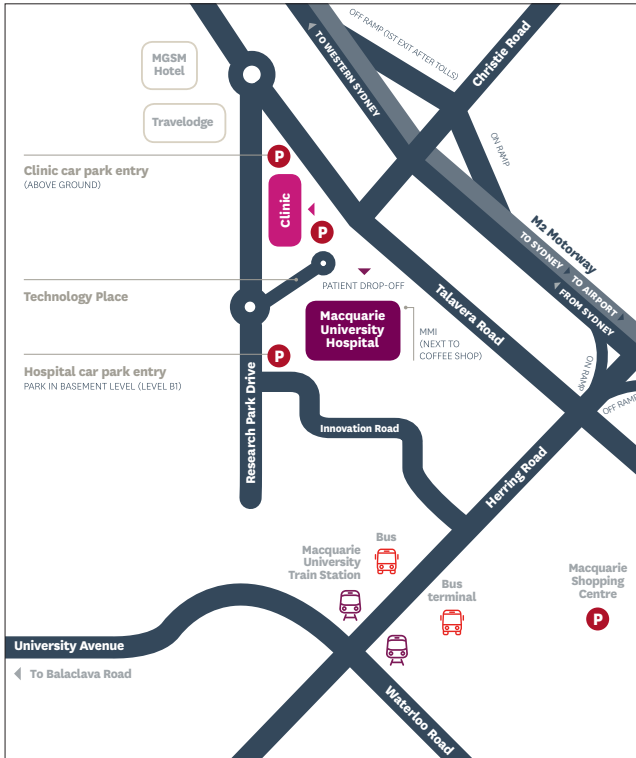 OFF RAMP (1ST EXIT AFTER TOLLS)
TO WESTERN SYDNEY
Christie Road
MGSM
Hotel
Travelodge
ON RAMP
P
Clinic car park entry
(ABOVE GROUND)
Clinic
P
M2 Motorway
TO SYDNEY
TO AIRPORT
FROM SYDNEY
PATIENT DROP-OFF
Technology Place
Talavera Road
Macquarie
University
Hospital
MMI
(NEXT TO
COFFEE SHOP)
P
Hospital car park entry
PARK IN BASEMENT LEVEL (LEVEL B1)
ON RAMP
OFF RAMP
Research Park Drive
Innovation Road
Herring Road
Bus
Macquarie
University
Train Station
Bus
terminal
Macquarie
Shopping
Centre
P
University Avenue
To Balaclava Road
Waterloo Road